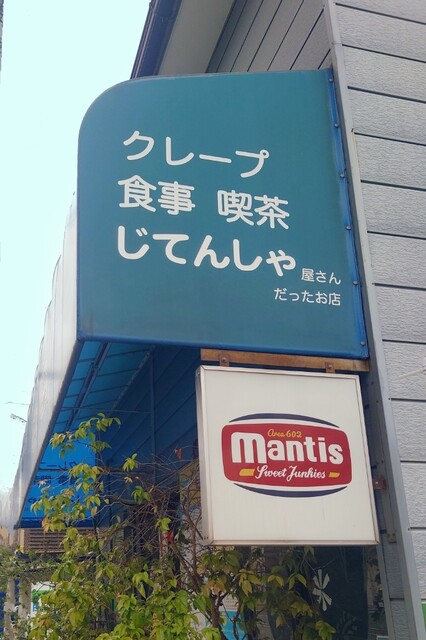 クレープ
食事 喫茶
じてんしゃ屋さん
だったお店
Area 602
mantis
Sweet Junkies